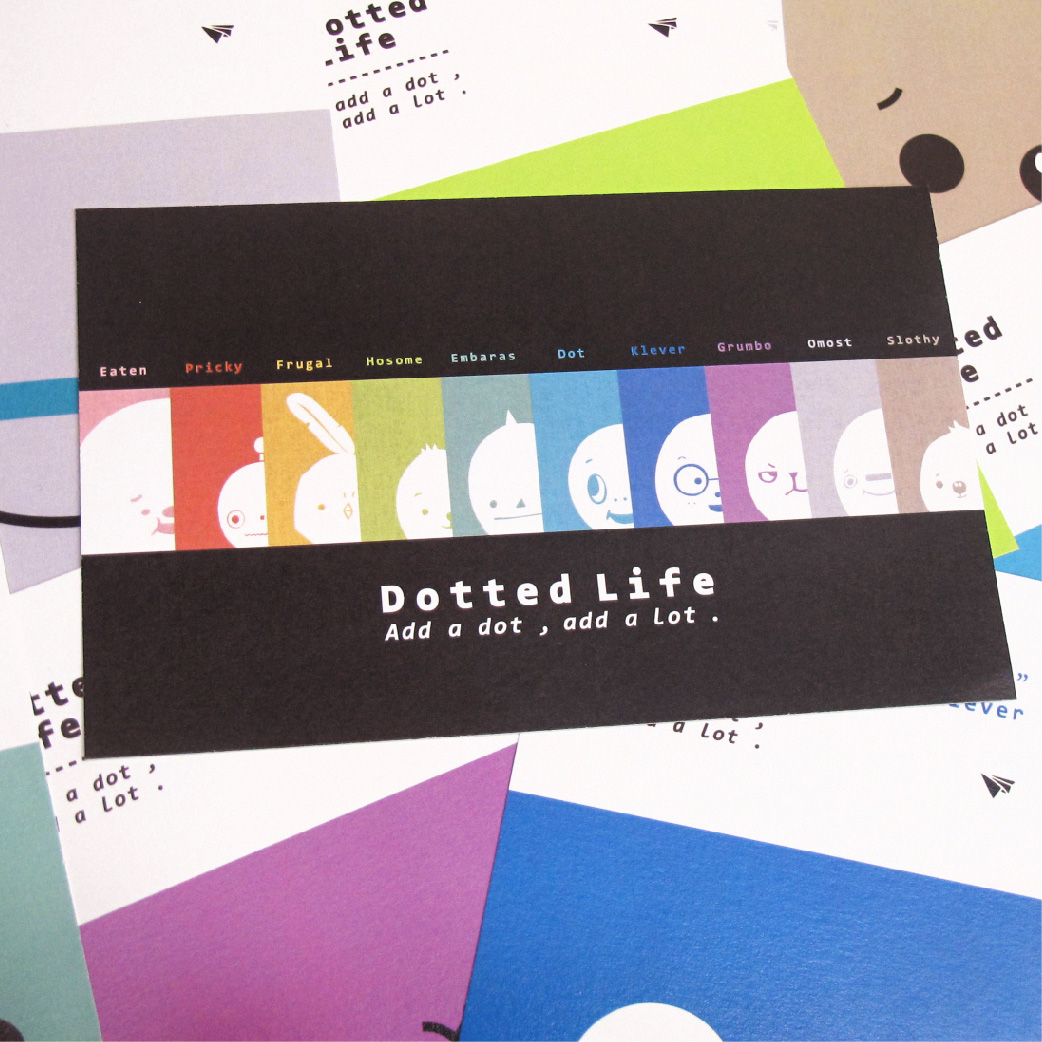 otted
.ife
add a dot ,
add a Lot .
Eaten Pricky Frugal Hosome Embaras Dot Klever Grumbo Omost Slothy
Dotted Life
Add a dot , add a Lot .
ted
e
a dot
a Lot
tte
fe
a dot ,
a Lot .
a Lot .
”
lever